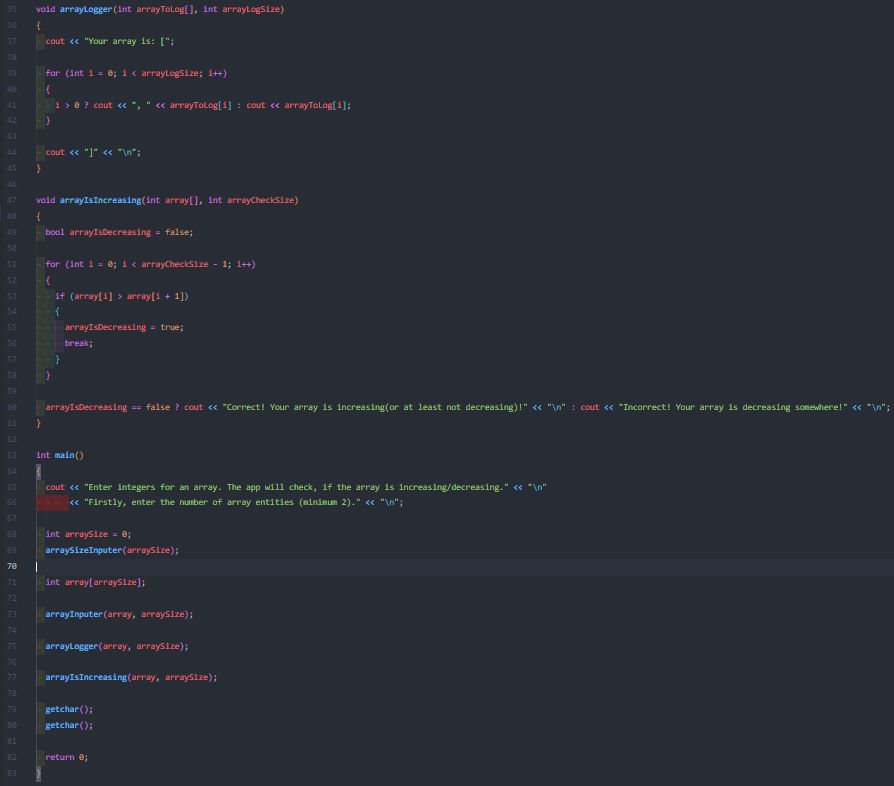 35 void arrayLogger(int arrayToLog[], int arrayLogSize)
36 {
37 cout << "Your array is: [";
38
39 for (int i = 0; i < arrayLogSize; i++)
40 {
41 i > 0 ? cout << ", " << arrayToLog[i] : cout << arrayToLog[i];
42 }
43
44 cout << "]" << "\n";
45 }
46
47 void arrayIsIncreasing(int array[], int arrayCheckSize)
48 {
49 bool arrayIsDecreasing = false;
50
51 for (int i = 0; i < arrayCheckSize - 1; i++)
52 {
53 if (array[i] > array[i + 1])
54 {
55 arrayIsDecreasing = true;
56 break;
57 }
58 }
59
60 arrayIsDecreasing == false ? cout << "Correct! Your array is increasing(or at least not decreasing)!" << "\n" : cout << "Incorrect! Your array is decreasing somewhere!" << "\n";
61 }
62
63 int main()
64 {
65 cout << "Enter integers for an array. The app will check, if the array is increasing/decreasing." << "\n"
66 << "Firstly, enter the number of array entities (minimum 2)." << "\n";
67
68 int arraySize = 0;
69 arraySizeInputer(arraySize);
70
71 int array[arraySize];
72
73 arrayInputer(array, arraySize);
74
75 arrayLogger(array, arraySize);
76
77 arrayIsIncreasing(array, arraySize);
78
79 getchar();
80 getchar();
81
82 return 0;
83 }